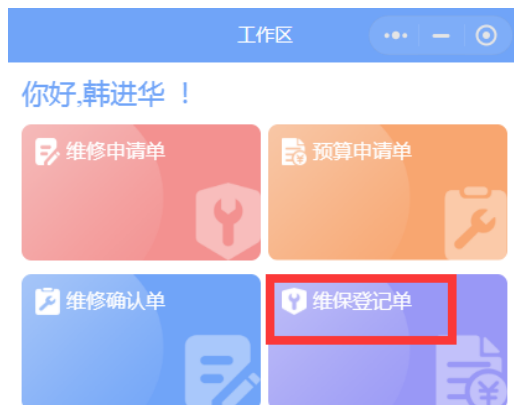 工作区
你好,韩进华 ！
维修申请单
预算申请单
维修确认单
维保登记单